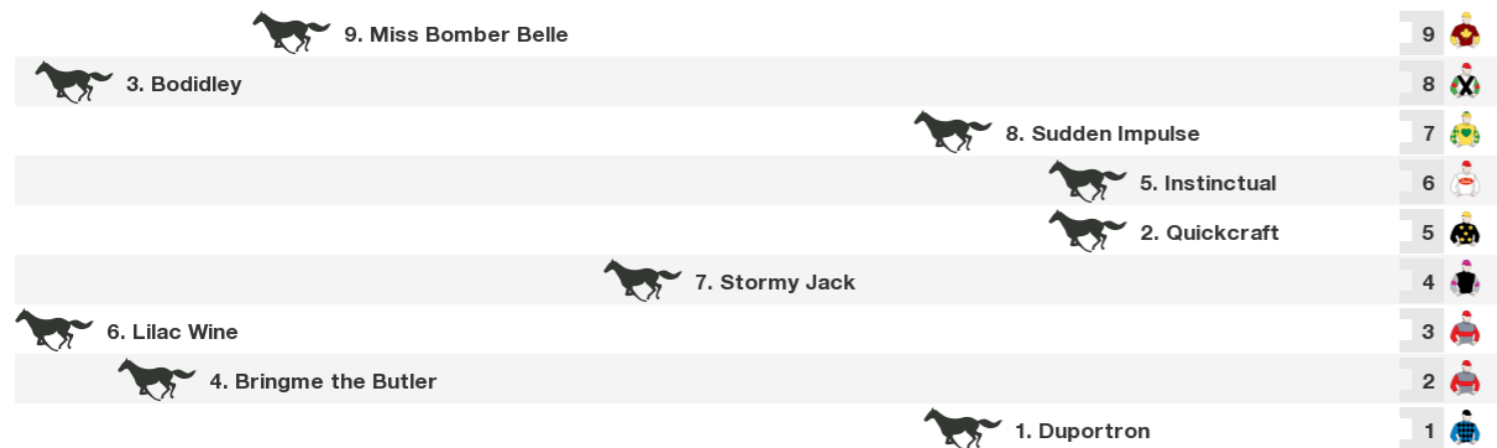 9. Miss Bomber Belle 9
3. Bodidley 8
8. Sudden Impulse 7
5. Instinctual 6
2. Quickcraft 5
7. Stormy Jack 4
6. Lilac Wine 3
4. Bringme the Butler 2
1. Duportron 1